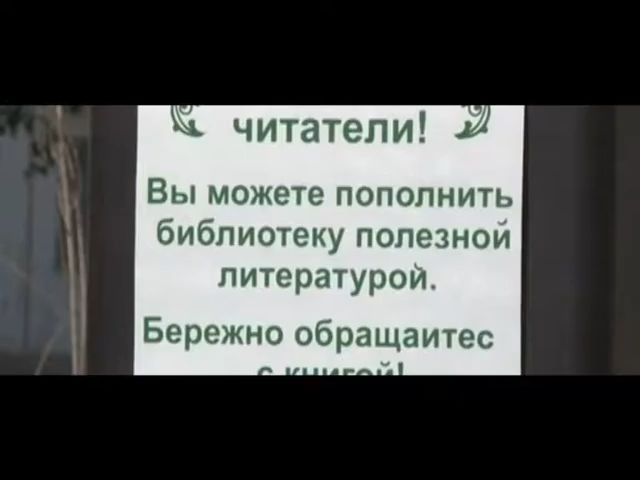 читатели!
Вы можете пополнить
библиотеку полезной
литературой.
Бережно обращаитес
с книгой!